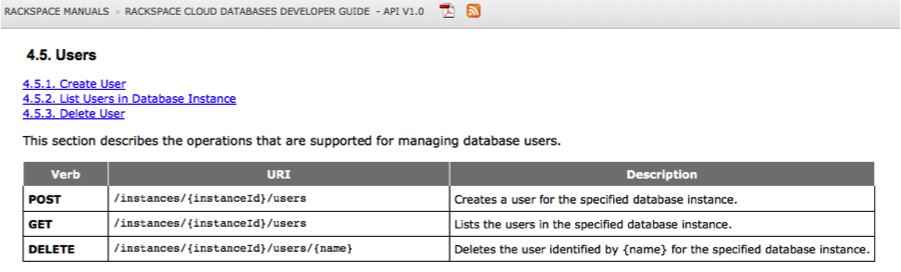 RACKSPACE MANUALS » RACKSPACE CLOUD DATABASES DEVELOPER GUIDE - API V1.0
4.5. Users
4.5.1. Create User
4.5.2. List Users in Database Instance
4.5.3. Delete User
This section describes the operations that are supported for managing database users.
Verb URI Description
POST /instances/{instanceId}/users Creates a user for the specified database instance.
GET /instances/{instanceId}/users Lists the users in the specified database instance.
DELETE /instances/{instanceId}/users/{name} Deletes the user identified by {name} for the specified database instance.